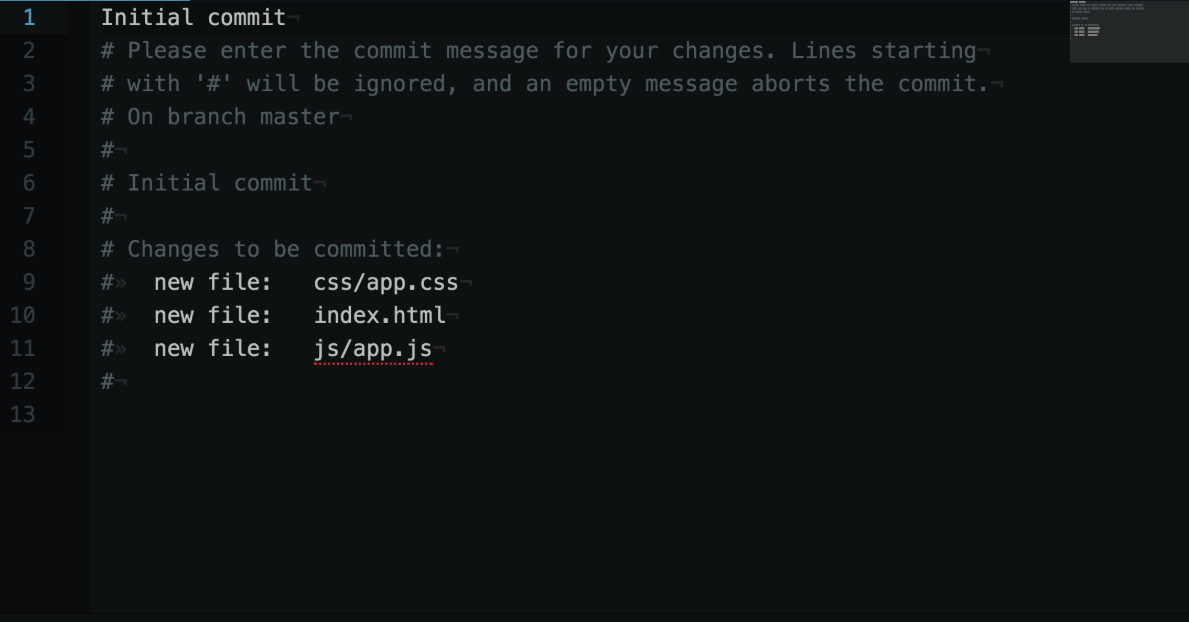 1 Initial commit¬
2 # Please enter the commit message for your changes. Lines starting¬
3 # with '#' will be ignored, and an empty message aborts the commit.¬
4 # On branch master¬
5 #¬
6 # Initial commit¬
7 #¬
8 # Changes to be committed:¬
9 #» new file:   css/app.css¬
10 #» new file:   index.html¬
11 #» new file:   js/app.js¬
12 #¬
13